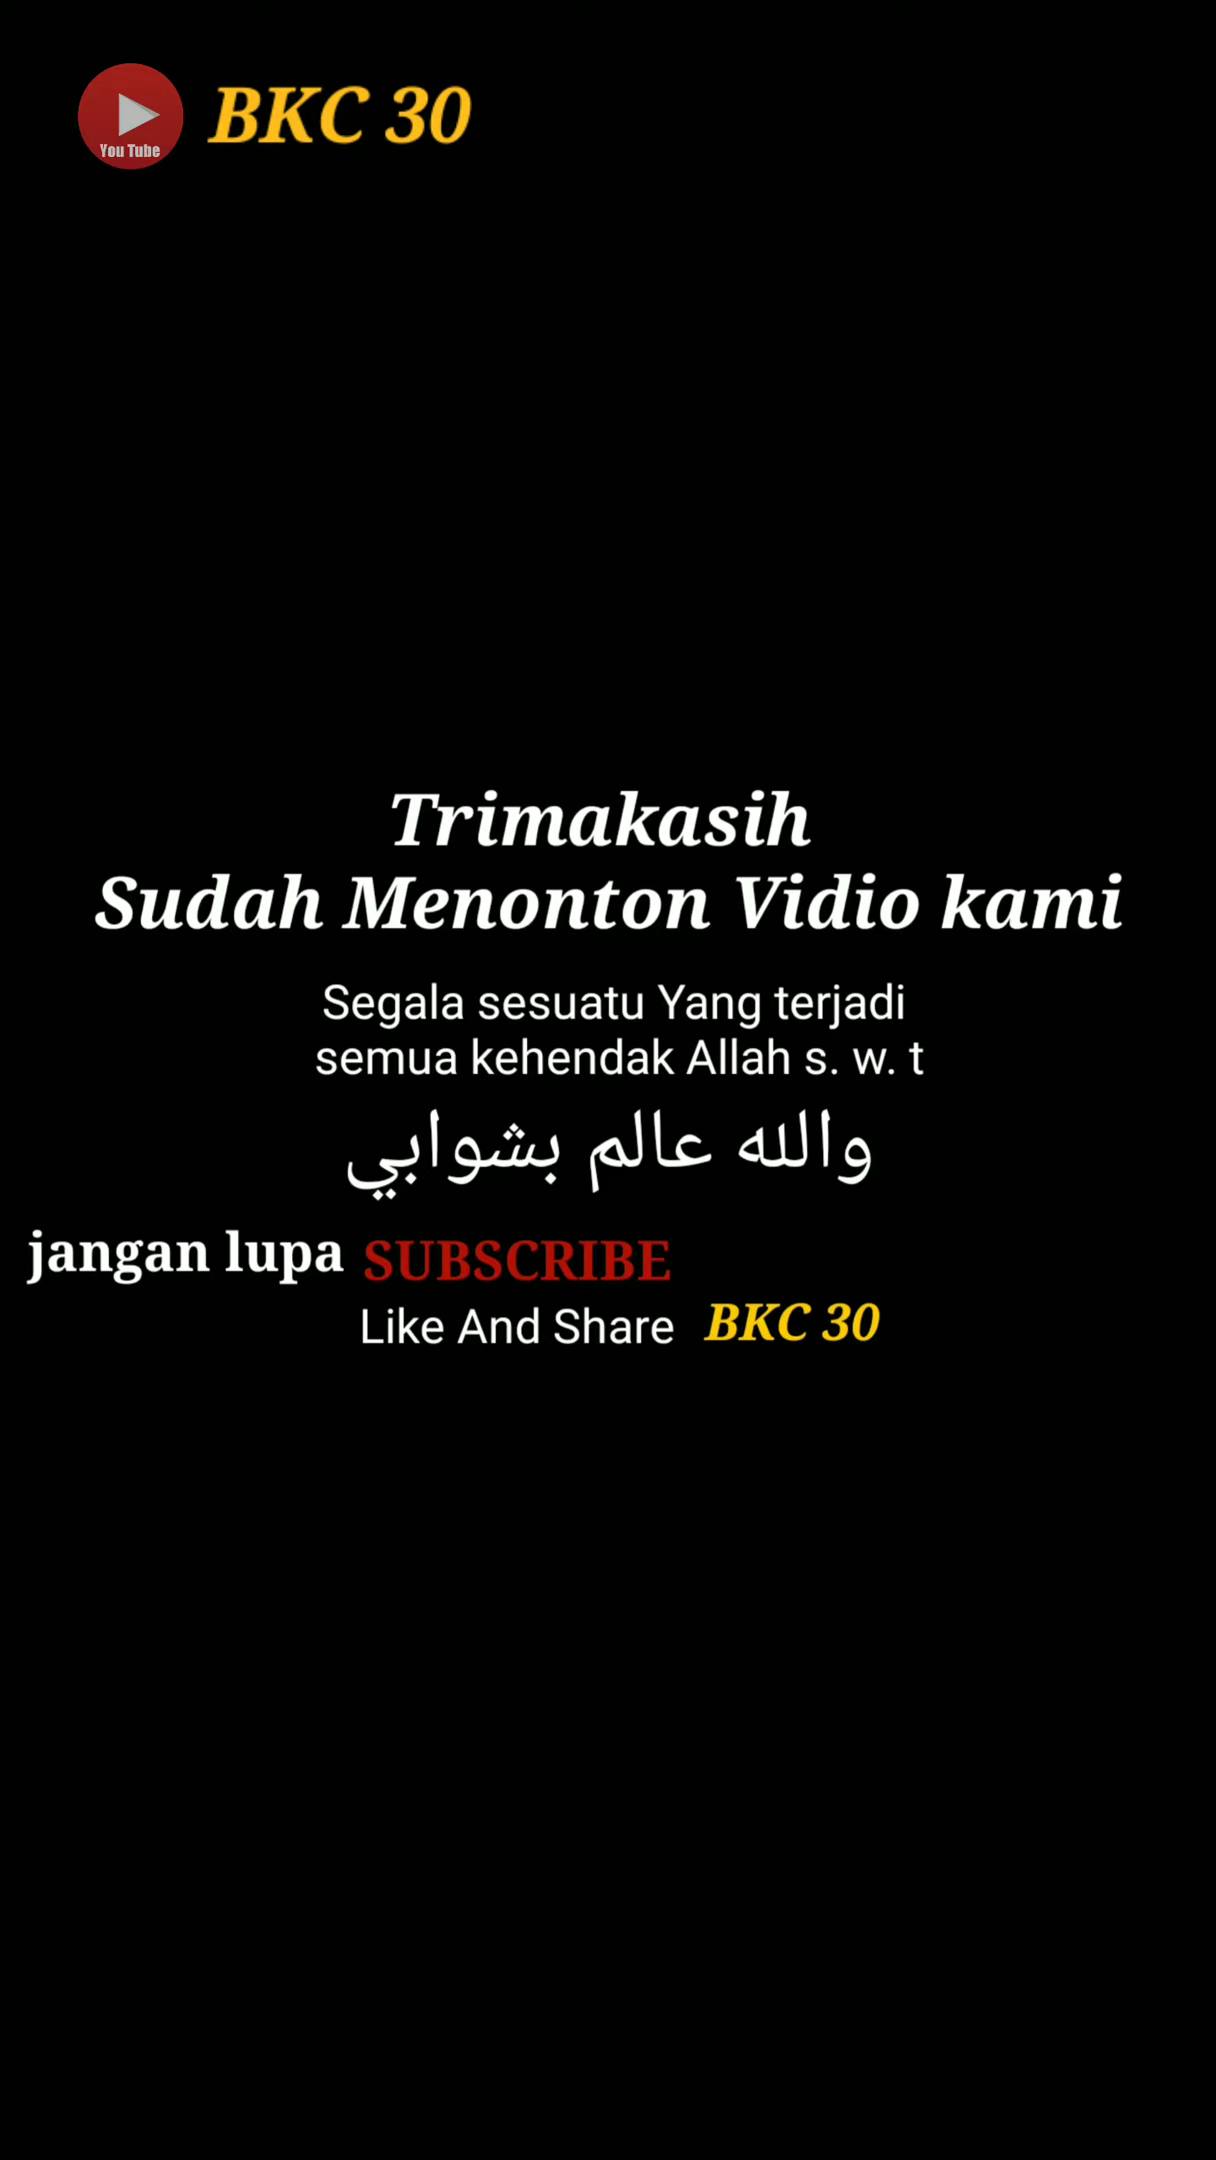 You Tube
BKC 30
Trimakasih
Sudah Menonton Vidio kami
Segala sesuatu Yang terjadi
semua kehendak Allah s. w. t
والله عالم بشوابي
jangan lupa SUBSCRIBE
Like And Share BKC 30